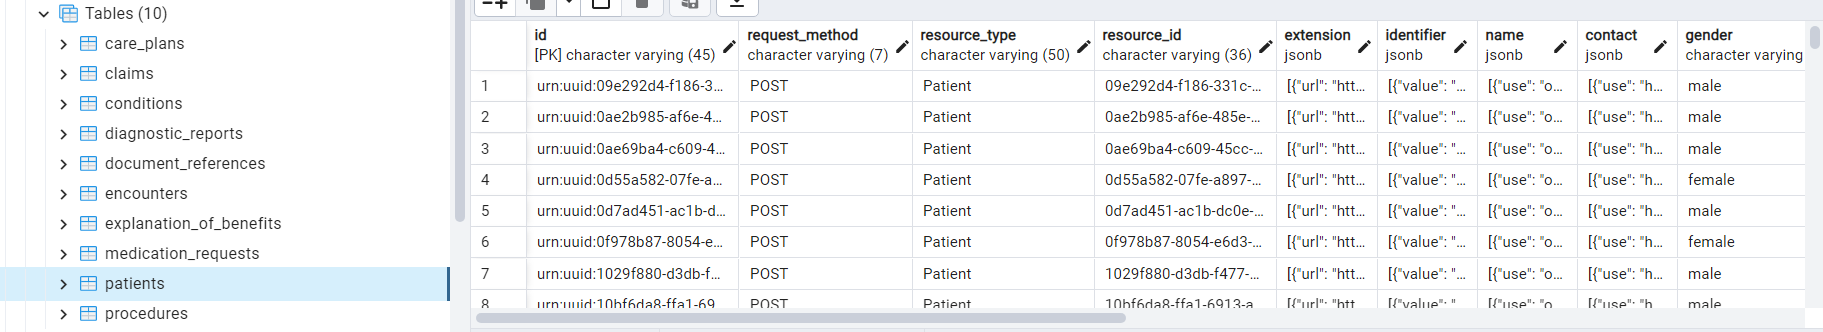 Tables (10)
care_plans
claims
conditions
diagnostic_reports
document_references
encounters
explanation_of_benefits
medication_requests
patients
procedures
id request_method resource_type resource_id extension identifier name contact gender
[PK] character varying (45) character varying (7) character varying (50) character varying (36) jsonb jsonb jsonb jsonb character varying
1 urn:uuid:09e292d4-f186-3... POST Patient 09e292d4-f186-331c-... [{"url": "htt... [{"value": "... [{"use": "o... [{"use": "h... male
2 urn:uuid:0ae2b985-af6e-4... POST Patient 0ae2b985-af6e-485e-... [{"url": "htt... [{"value": "... [{"use": "o... [{"use": "h... male
3 urn:uuid:0ae69ba4-c609-4... POST Patient 0ae69ba4-c609-45cc-... [{"url": "htt... [{"value": "... [{"use": "o... [{"use": "h... male
4 urn:uuid:0d55a582-07fe-a... POST Patient 0d55a582-07fe-a897-... [{"url": "htt... [{"value": "... [{"use": "o... [{"use": "h... female
5 urn:uuid:0d7ad451-ac1b-d... POST Patient 0d7ad451-ac1b-dc0e-... [{"url": "htt... [{"value": "... [{"use": "o... [{"use": "h... male
6 urn:uuid:0f978b87-8054-e... POST Patient 0f978b87-8054-e6d3-... [{"url": "htt... [{"value": "... [{"use": "o... [{"use": "h... female
7 urn:uuid:1029f880-d3db-f... POST Patient 1029f880-d3db-f477-... [{"url": "htt... [{"value": "... [{"use": "o... [{"use": "h... male
8 urn:uuid:10bf6da8-ffa1-69 POST Patient 10bf6da8-ffa1-6913-a [{"url": "htt [{"value": " [{"use": "o [{"use": "h male